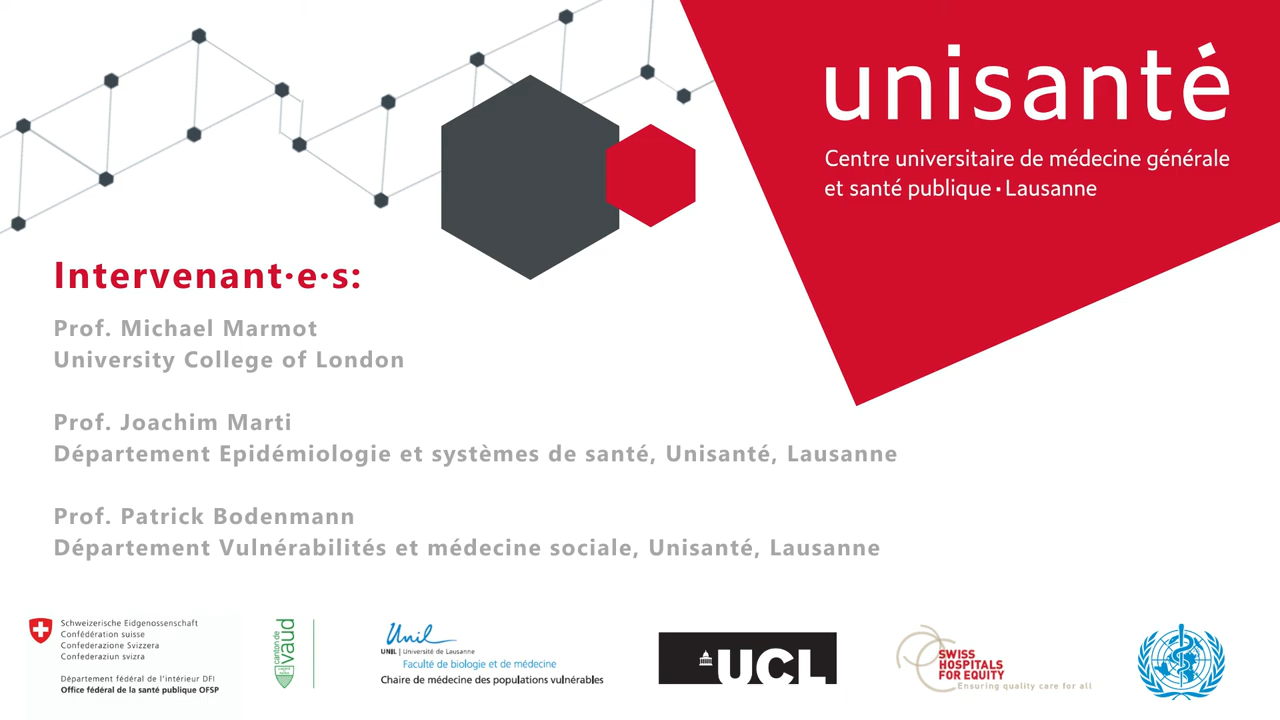 unisanté
Centre universitaire de médecine générale
et santé publique · Lausanne
Intervenant·e·s:
Prof. Michael Marmot
University College of London
Prof. Joachim Marti
Département Epidémiologie et systèmes de santé, Unisanté, Lausanne
Prof. Patrick Bodenmann
Département Vulnérabilités et médecine sociale, Unisanté, Lausanne
Schweizerische Eidgenossenschaft
Confédération suisse
Confederazione Svizzera
Confederaziun svizra
Département fédéral de l'intérieur DFI
Office fédéral de la santé publique OFSP
canton de
vaud
Unil
UNIL | Université de Lausanne
Faculté de biologie et de médecine
Chaire de médecine des populations vulnérables
UCL
SWISS
HOSPITALS
FOR EQUITY
Ensuring quality care for all